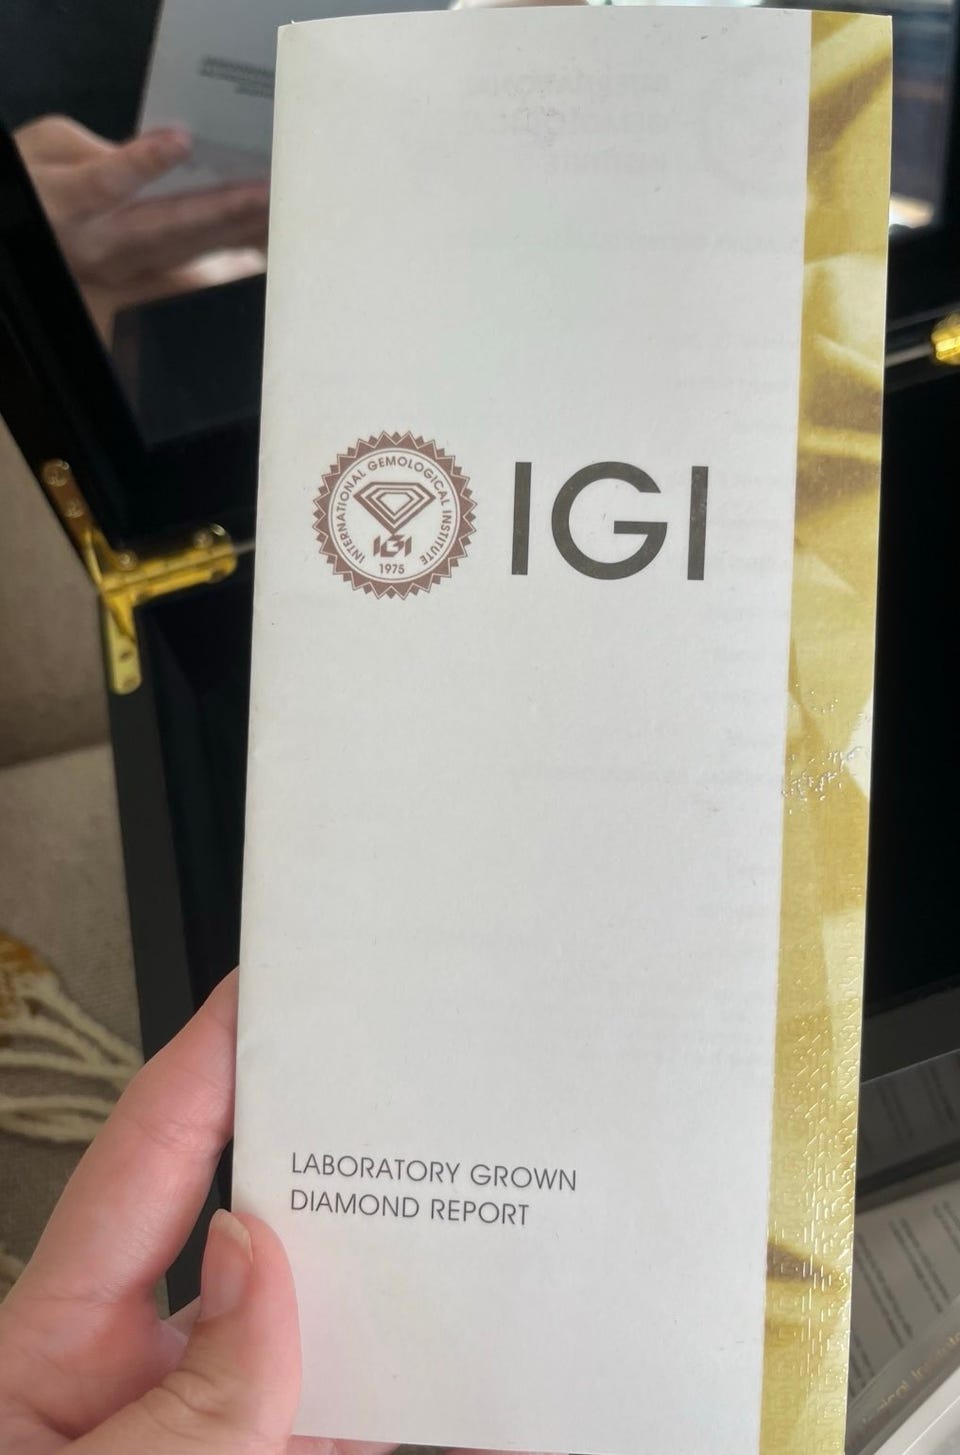 INTERNATIONAL GEMOLOGICAL INSTITUTE
IGI
1975
IGI
LABORATORY GROWN
DIAMOND REPORT